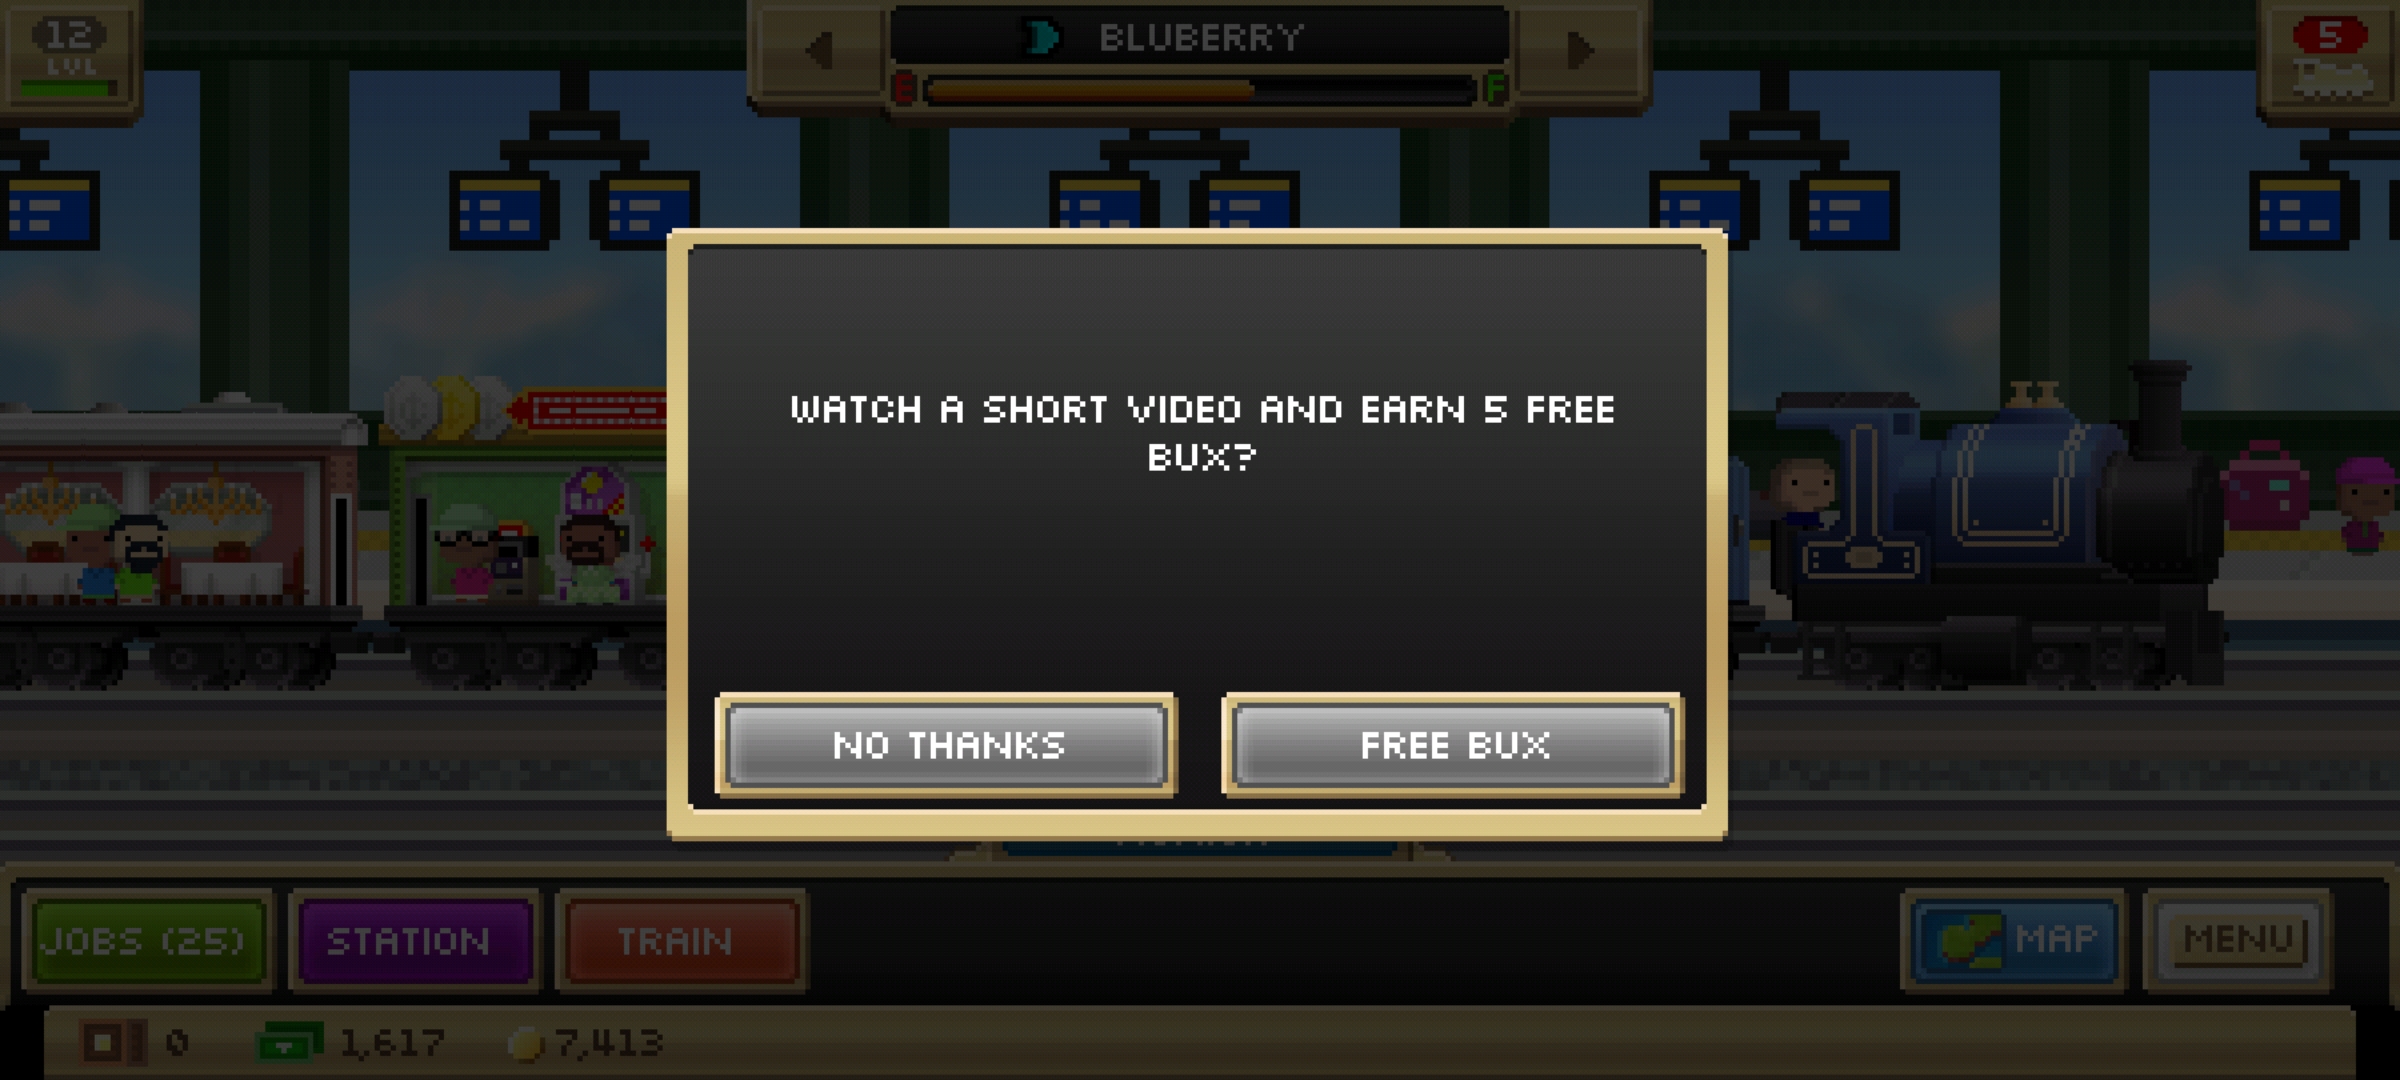 12
LVL
BLUBERRY
E
F
5
WATCH A SHORT VIDEO AND EARN 5 FREE
BUX?
NO THANKS
FREE BUX
JOBS (25)
STATION
TRAIN
MAP
MENU
0
1,617
7,413